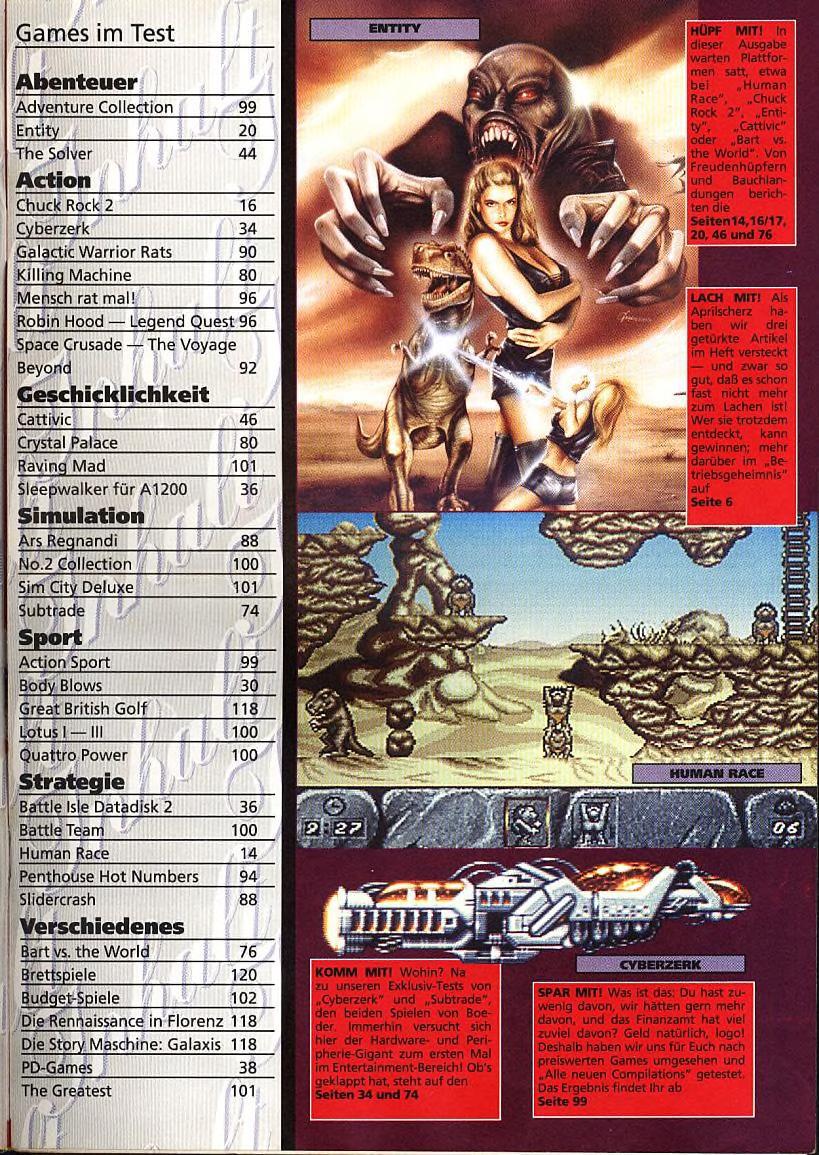 Games im Test
Abenteuer
Adventure Collection 99
Entity 20
The Solver 44
Action
Chuck Rock 2 16
Cyberzerk 34
Galactic Warrior Rats 90
Killing Machine 80
Mensch rat mal! 96
Robin Hood — Legend Quest 96
Space Crusade — The Voyage
Beyond 92
Geschicklichkeit
Cattivic 46
Crystal Palace 80
Raving Mad 101
Sleepwalker für A1200 36
Simulation
Ars Regnandi 88
No.2 Collection 100
Sim City Deluxe 101
Subtrade 74
Sport
Action Sport 99
Body Blows 30
Great British Golf 118
Lotus I — III 100
Quattro Power 100
Strategie
Battle Isle Datadisk 2 36
Battle Team 100
Human Race 14
Penthouse Hot Numbers 94
Slidercrash 88
Verschiedenes
Bart vs. the World 76
Brettspiele 120
Budget-Spiele 102
Die Rennaissance in Florenz 118
Die Story Maschine: Galaxis 118
PD-Games 38
The Greatest 101
ENTITY
HÜPF MIT! In
dieser Ausgabe
warten Plattfor-
men satt, etwa
bei „Human
Race", „Chuck
Rock 2", „Enti-
ty", „Cattivic"
oder „Bart vs.
the World". Von
Freudenhüpfern
und Bauchlan-
dungen berich-
ten die
Seiten14,16/17,
20, 46 und 76
LACH MIT! Als
Aprilscherz ha-
ben wir drei
getürkte Artikel
im Heft versteckt
— und zwar so
gut, daß es schon
fast nicht mehr
zum Lachen ist!
Wer sie trotzdem
entdeckt, kann
gewinnen; mehr
darüber im „Be-
triebsgeheimnis"
auf
Seite 6
HUMAN RACE
9:27
06
CYBERZERK
KOMM MIT! Wohin? Na
zu unseren Exklusiv-Tests von
„Cyberzerk" und „Subtrade",
den beiden Spielen von Boe-
der. Immerhin versucht sich
hier der Hardware- und Peri-
pherie-Gigant zum ersten Mal
im Entertainment-Bereich! Ob's
geklappt hat, steht auf den
Seiten 34 und 74
SPAR MIT! Was ist das: Du hast zu-
wenig davon, wir hätten gern mehr
davon, und das Finanzamt hat viel
zuviel davon? Geld natürlich, logo!
Deshalb haben wir uns für Euch nach
preiswerten Games umgesehen und
„Alle neuen Compilations" getestet.
Das Ergebnis findet Ihr ab
Seite 99